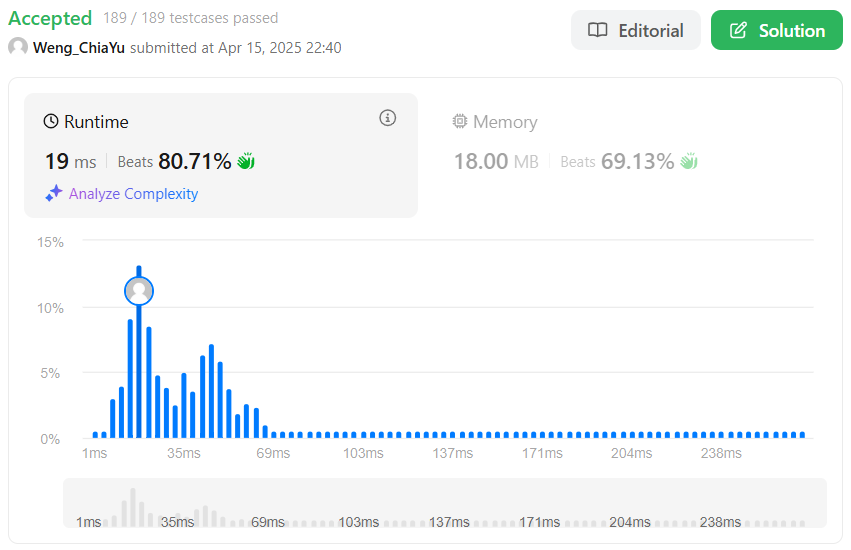 Accepted 189 / 189 testcases passed
Weng_ChiaYu submitted at Apr 15, 2025 22:40
Editorial
Solution
Runtime
19 ms Beats 80.71%
Analyze Complexity
Memory
18.00 MB Beats 69.13%
15%
10%
5%
0%
1ms 35ms 69ms 103ms 137ms 171ms 204ms 238ms
1ms 35ms 69ms 103ms 137ms 171ms 204ms 238ms